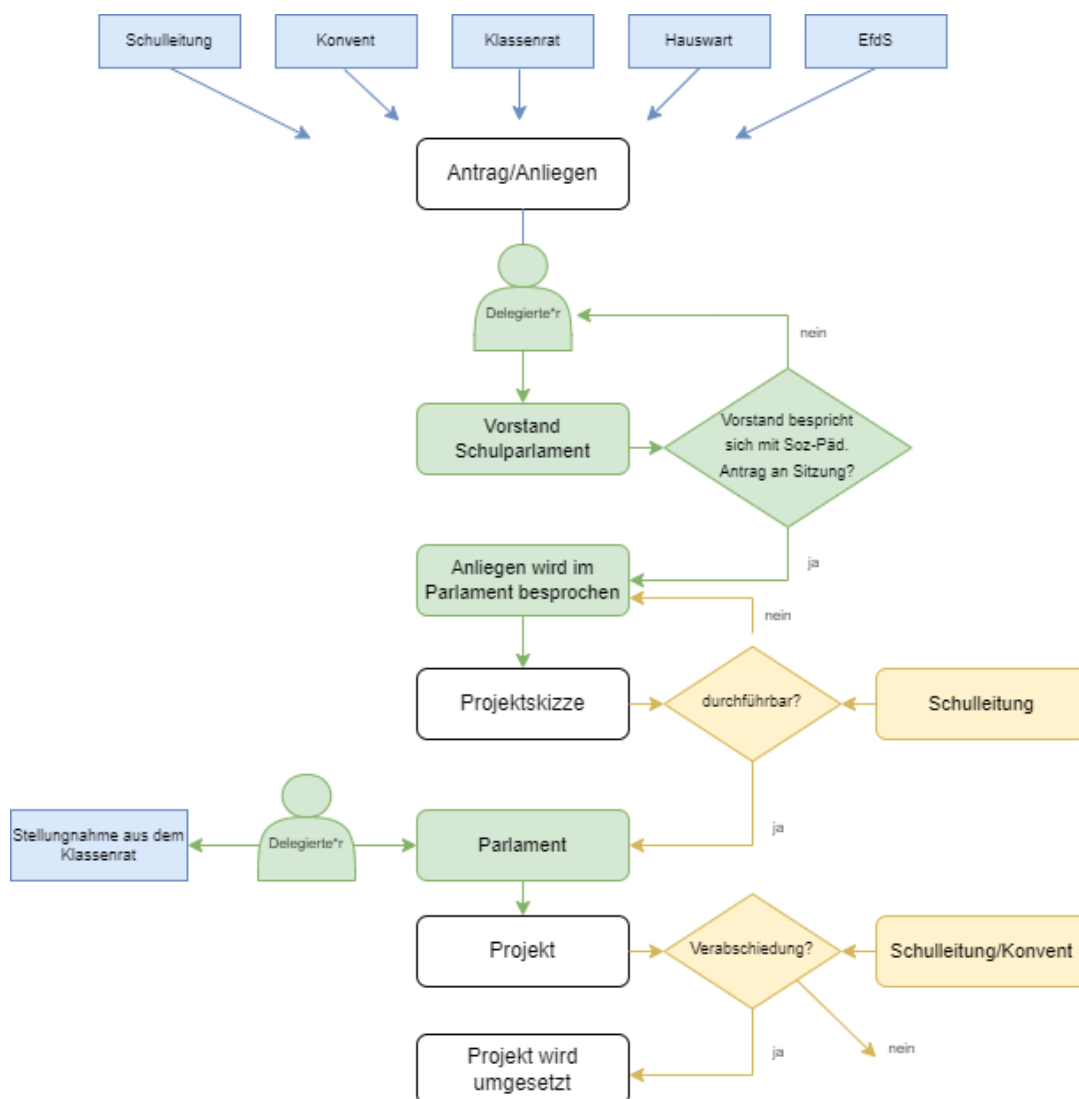 Schulleitung
Konvent
Klassenrat
Hauswart
EfdS
Antrag/Anliegen
Delegierte*r
nein
Vorstand
Schulparlament
Vorstand bespricht
sich mit Soz-Päd.
Antrag an Sitzung?
ja
Anliegen wird im
Parlament besprochen
nein
Projektskizze
durchführbar?
Schulleitung
ja
Stellungnahme aus dem
Klassenrat
Delegierte*r
Parlament
Projekt
Verabschiedung?
Schulleitung/Konvent
nein
ja
Projekt wird
umgesetzt